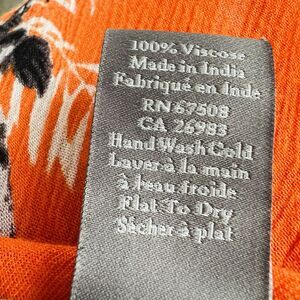 100% Viscose
Made in India
Fabriqué en Inde
RN 67508
CA 26983
Hand Wash Cold
Laver à la main
à l'eau froide
Flat To Dry
Sécher à plat